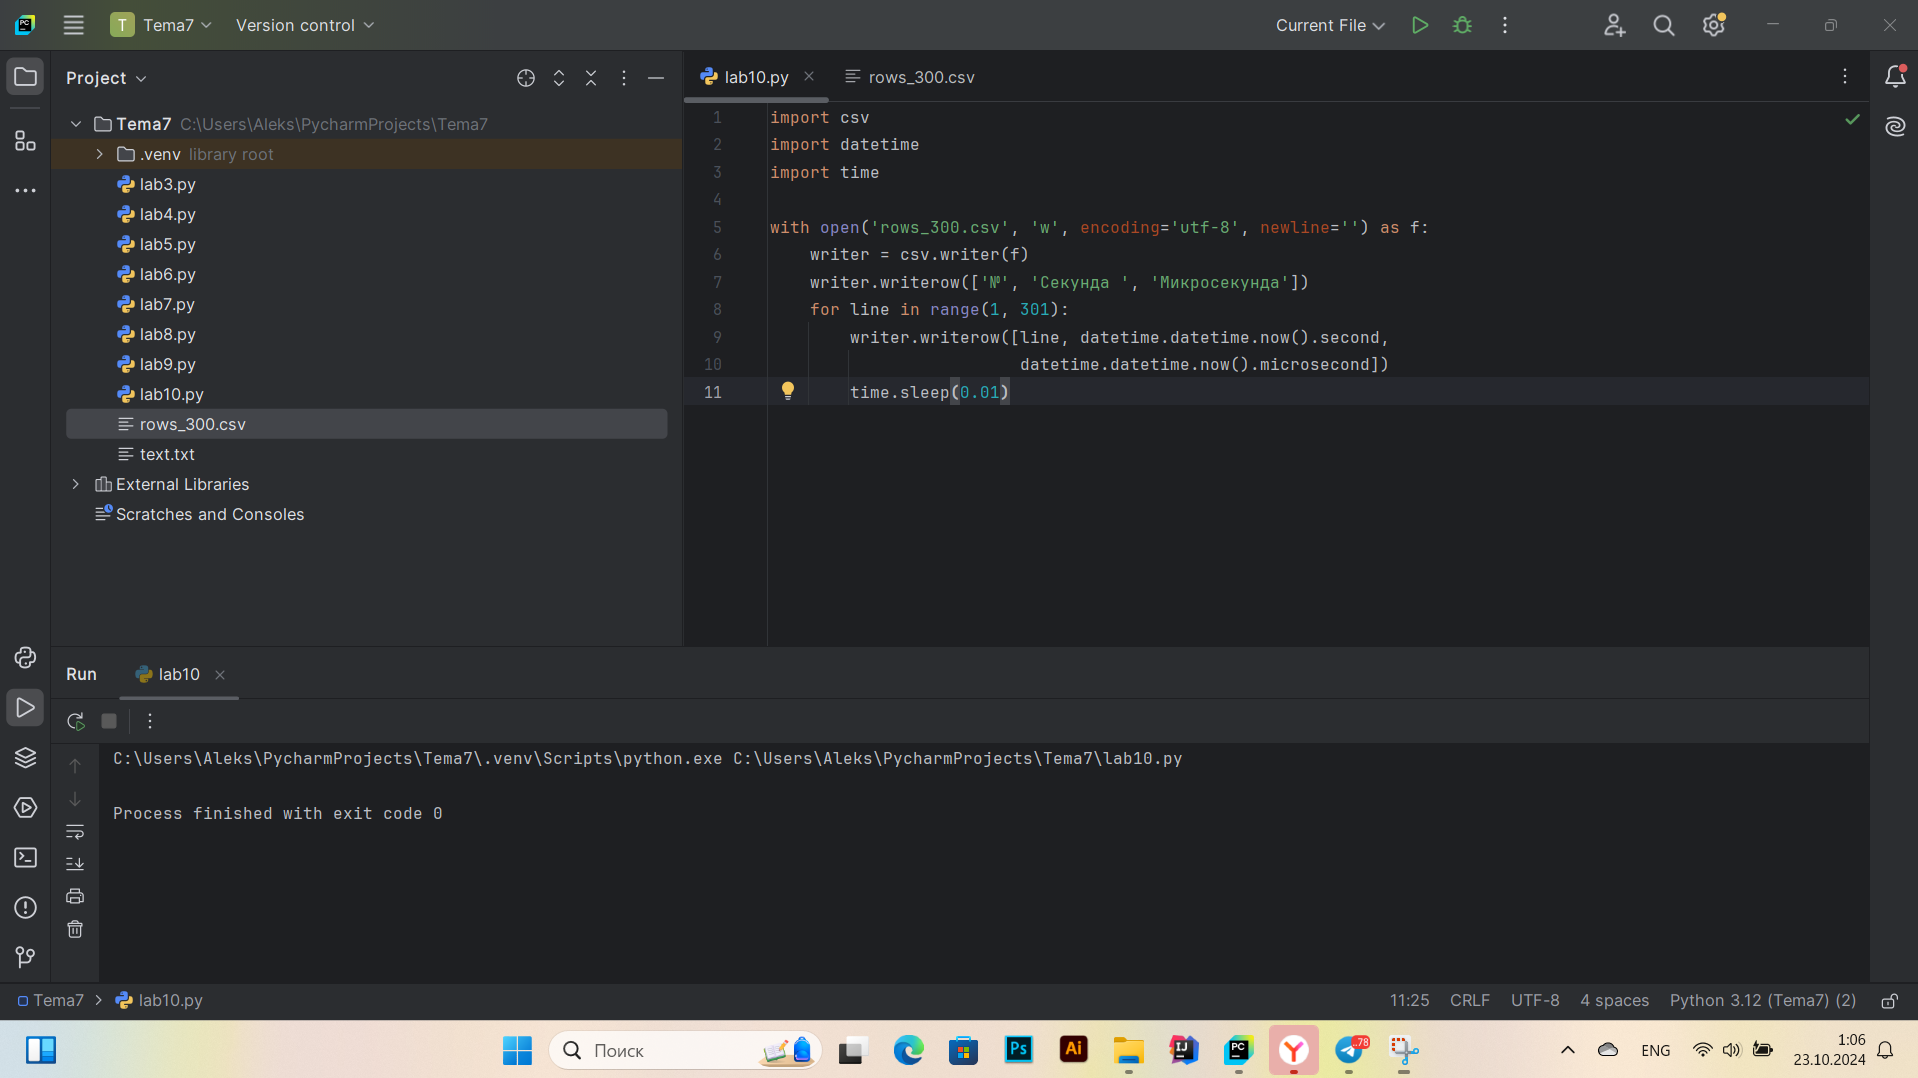 T Tema7 Version control Current File
Project
Tema7 C:\Users\Aleks\PycharmProjects\Tema7
.venv library root
lab3.py
lab4.py
lab5.py
lab6.py
lab7.py
lab8.py
lab9.py
lab10.py
rows_300.csv
text.txt
External Libraries
Scratches and Consoles
lab10.py rows_300.csv
1 import csv
2 import datetime
3 import time
4
5 with open('rows_300.csv', 'w', encoding='utf-8', newline='') as f:
6     writer = csv.writer(f)
7     writer.writerow(['№', 'Секунда ', 'Микросекунда'])
8     for line in range(1, 301):
9         writer.writerow([line, datetime.datetime.now().second,
10                          datetime.datetime.now().microsecond])
11         time.sleep(0.01)
Run lab10
C:\Users\Aleks\PycharmProjects\Tema7\.venv\Scripts\python.exe C:\Users\Aleks\PycharmProjects\Tema7\lab10.py
Process finished with exit code 0
Tema7 lab10.py 11:25 CRLF UTF-8 4 spaces Python 3.12 (Tema7) (2)
Поиск Ps Ai IJ PC Y 78 ENG 1:06
23.10.2024